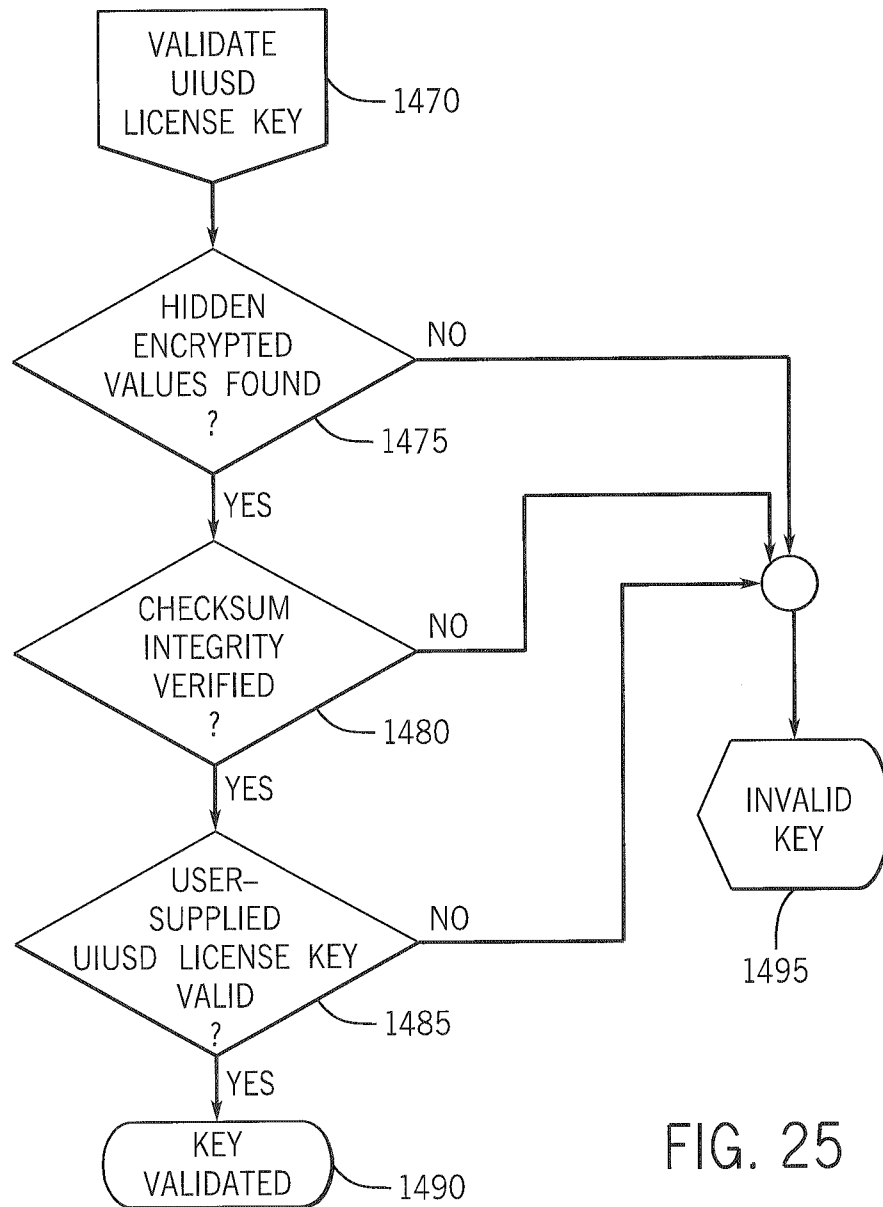 VALIDATE
UIUSD
LICENSE KEY
1470
HIDDEN
ENCRYPTED
VALUES FOUND
?
NO
1475
YES
CHECKSUM
INTEGRITY
VERIFIED
?
NO
1480
YES
USER–
SUPPLIED
UIUSD LICENSE KEY
VALID
?
NO
1485
YES
KEY
VALIDATED
1490
INVALID
KEY
1495
FIG. 25